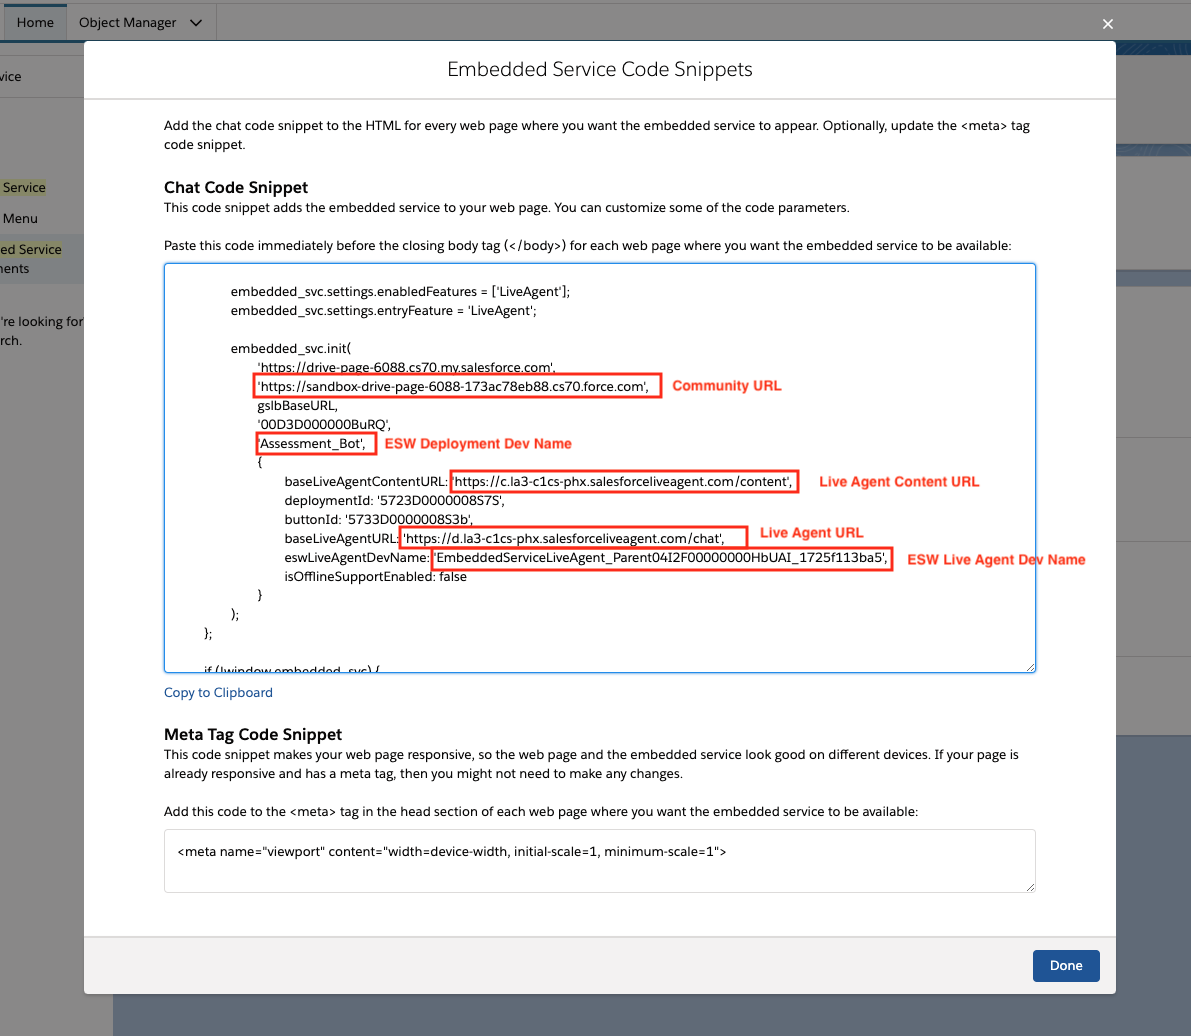 Home Object Manager
vice
Service
Menu
ed Service
nents
're looking for
rch.
Embedded Service Code Snippets
Add the chat code snippet to the HTML for every web page where you want the embedded service to appear. Optionally, update the <meta> tag
code snippet.
Chat Code Snippet
This code snippet adds the embedded service to your web page. You can customize some of the code parameters.
Paste this code immediately before the closing body tag (</body>) for each web page where you want the embedded service to be available:
embedded_svc.settings.enabledFeatures = ['LiveAgent'];
embedded_svc.settings.entryFeature = 'LiveAgent';
embedded_svc.init(
'https://drive-page-6088.cs70.my.salesforce.com',
'https://sandbox-drive-page-6088-173ac78eb88.cs70.force.com', Community URL
gslbBaseURL,
'00D3D000000BuRQ',
'Assessment_Bot', ESW Deployment Dev Name
{
baseLiveAgentContentURL: 'https://c.la3-c1cs-phx.salesforceliveagent.com/content', Live Agent Content URL
deploymentId: '5723D0000008S7S',
buttonId: '5733D0000008S3b',
baseLiveAgentURL: 'https://d.la3-c1cs-phx.salesforceliveagent.com/chat', Live Agent URL
eswLiveAgentDevName: 'EmbeddedServiceLiveAgent_Parent04I2F00000000HbUAI_1725f113ba5', ESW Live Agent Dev Name
isOfflineSupportEnabled: false
}
);
};
if (!window.embedded_svc) {
Copy to Clipboard
Meta Tag Code Snippet
This code snippet makes your web page responsive, so the web page and the embedded service look good on different devices. If your page is
already responsive and has a meta tag, then you might not need to make any changes.
Add this code to the <meta> tag in the head section of each web page where you want the embedded service to be available:
<meta name="viewport" content="width=device-width, initial-scale=1, minimum-scale=1">
Done